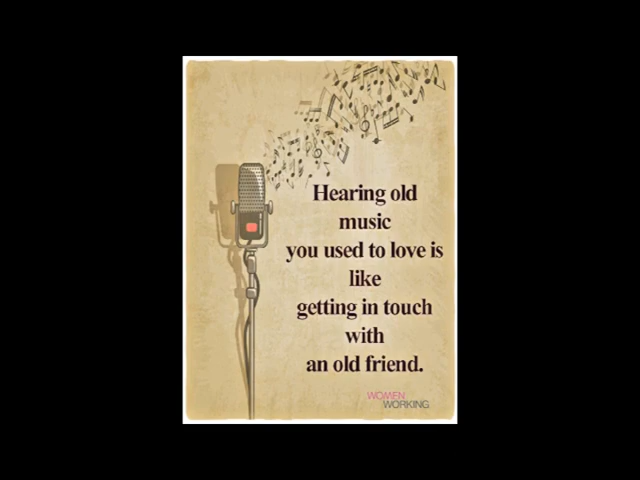 Hearing old
music
you used to love is
like
getting in touch
with
an old friend.
WOMEN
WORKING